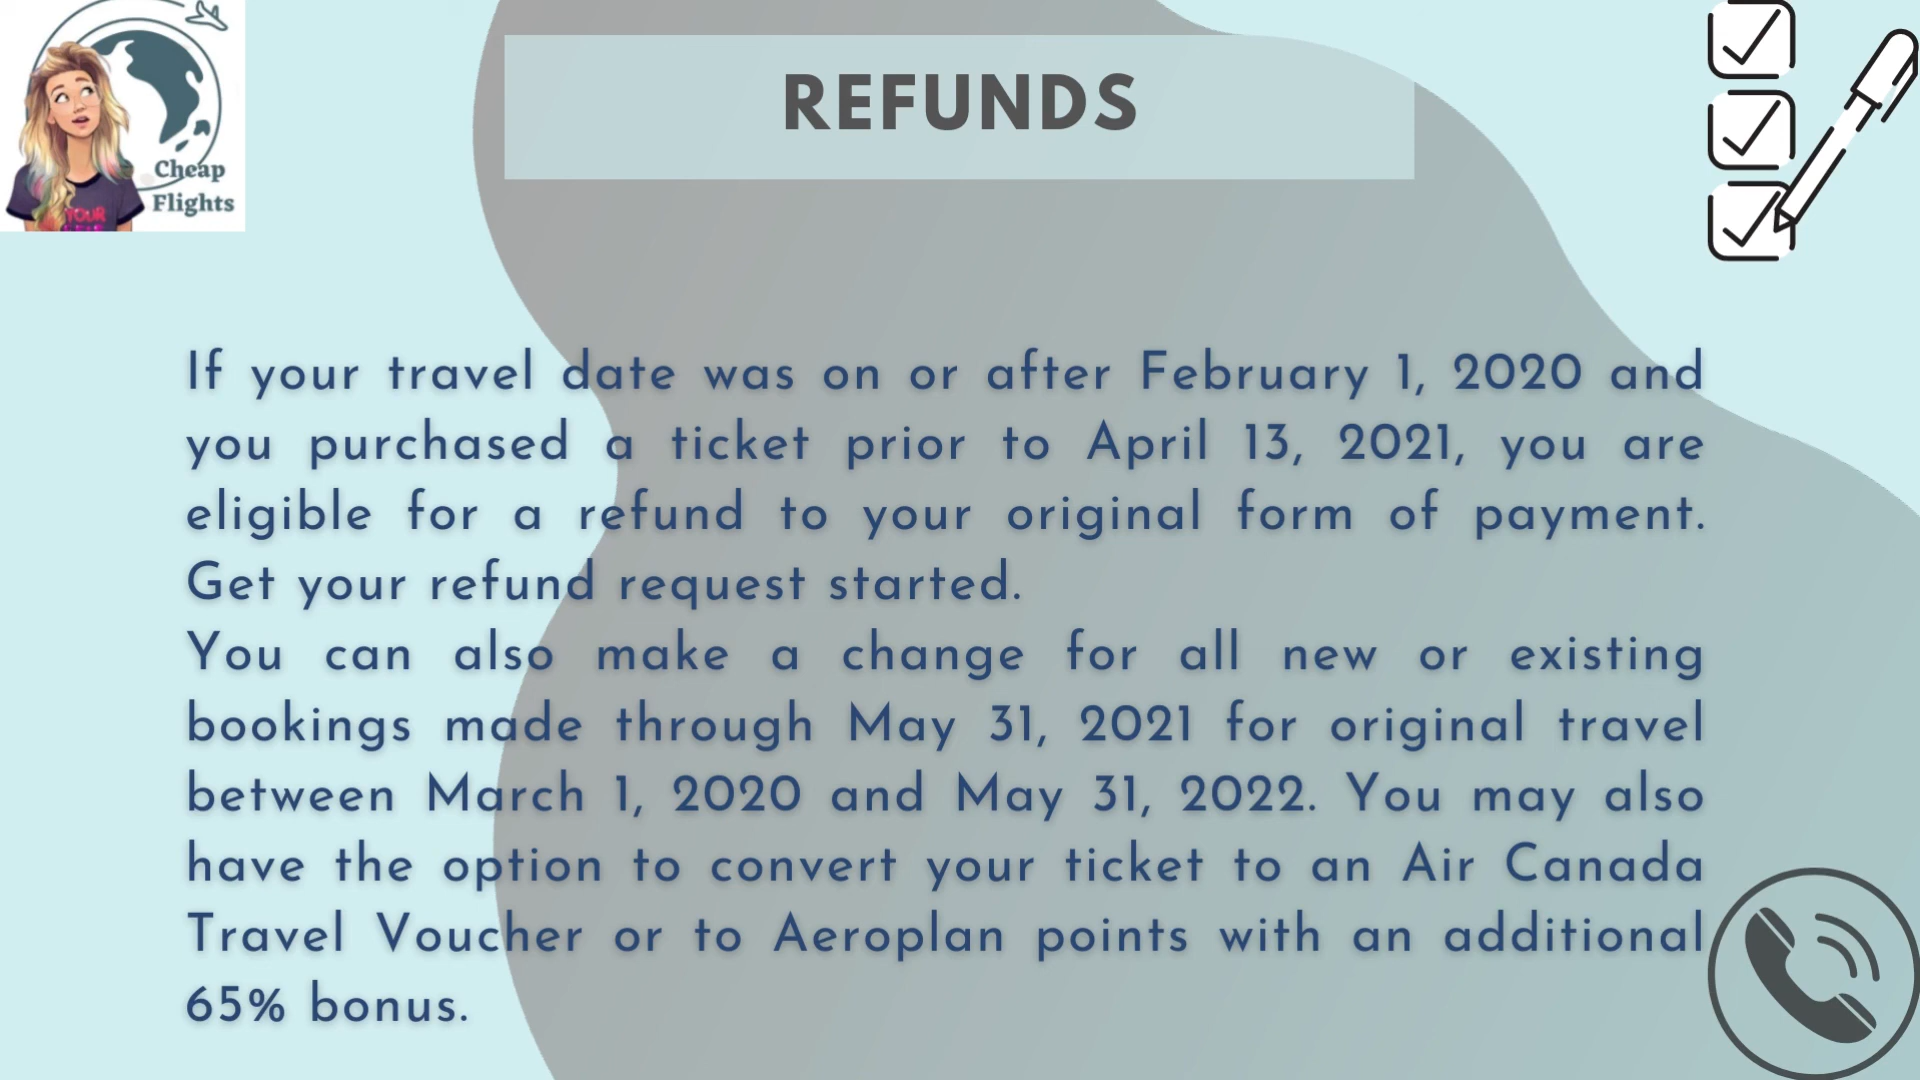 Cheap
Flights
YOUR
REFUNDS
If your travel date was on or after February 1, 2020 and
you purchased a ticket prior to April 13, 2021, you are
eligible for a refund to your original form of payment.
Get your refund request started.
You can also make a change for all new or existing
bookings made through May 31, 2021 for original travel
between March 1, 2020 and May 31, 2022. You may also
have the option to convert your ticket to an Air Canada
Travel Voucher or to Aeroplan points with an additional
65% bonus.